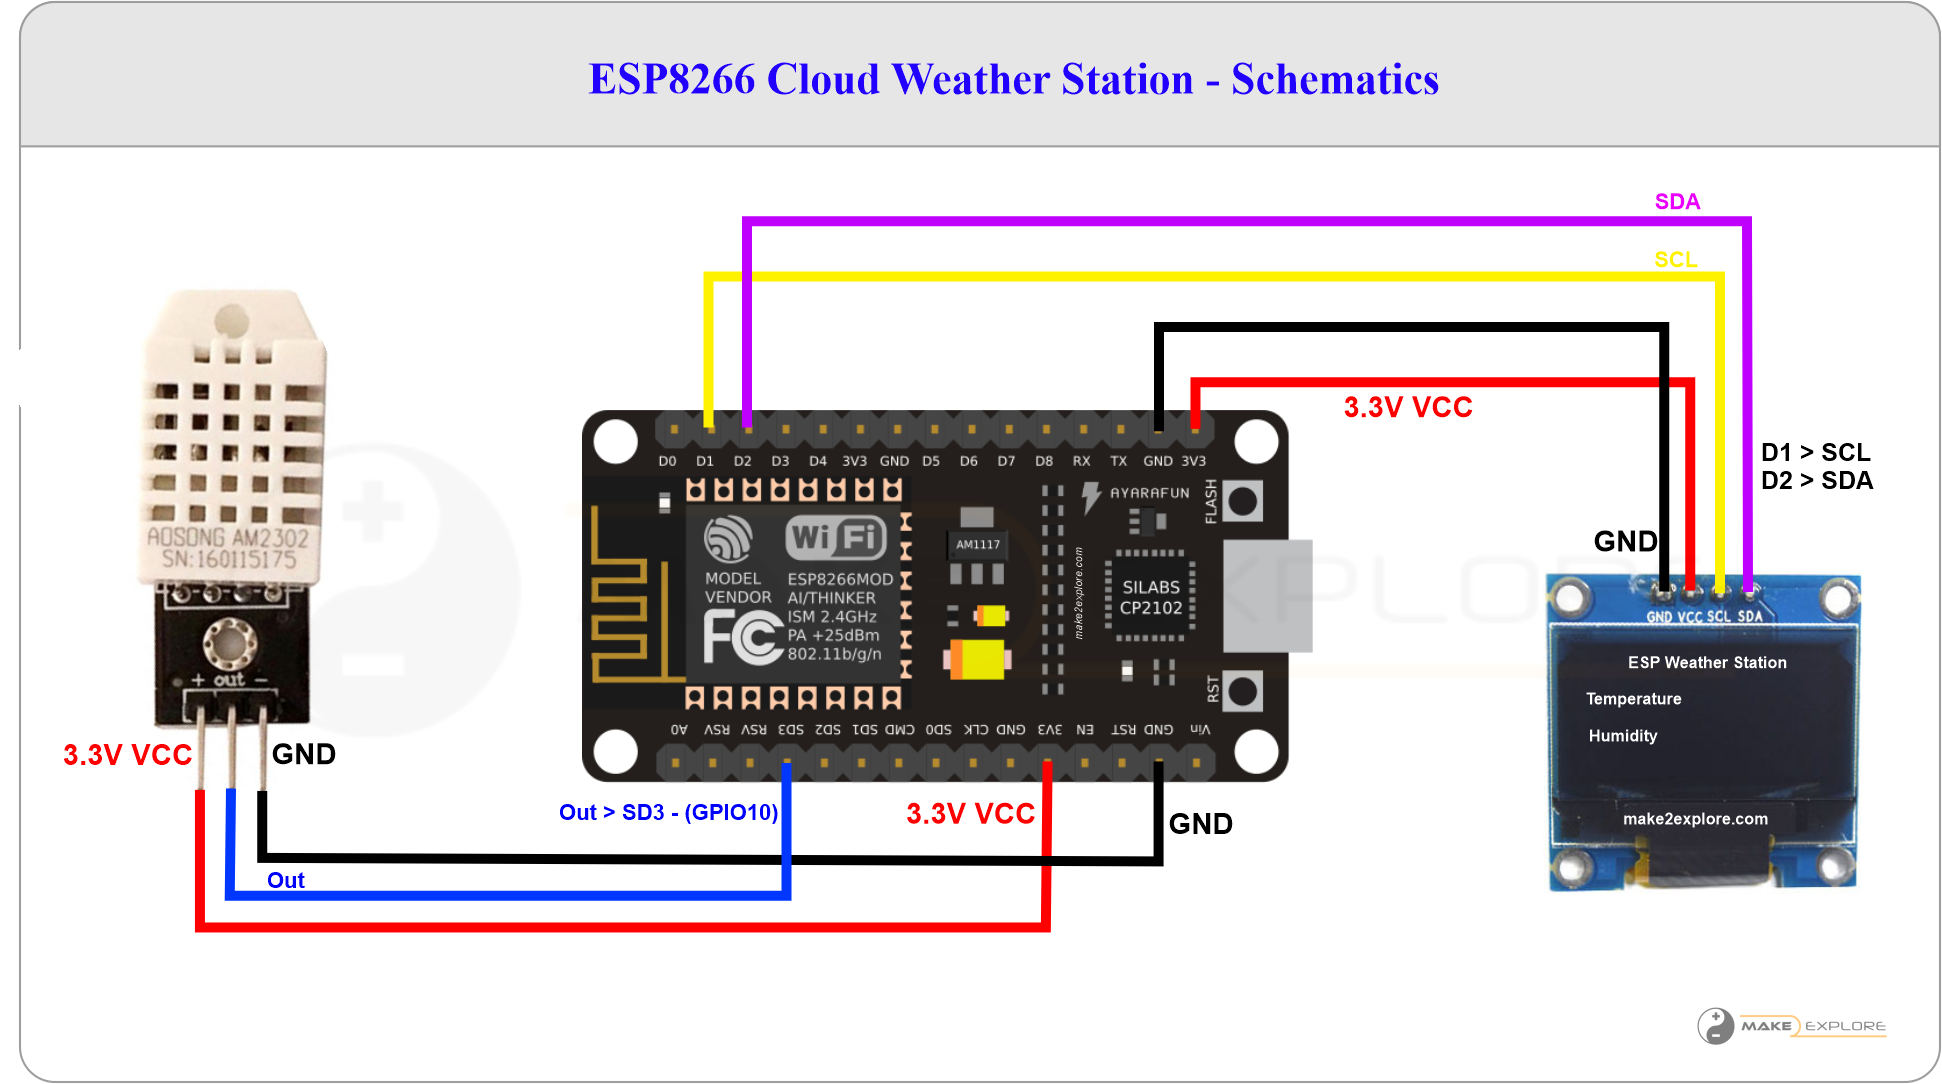 ESP8266 Cloud Weather Station - Schematics
SDA
SCL
3.3V VCC
D1 > SCL
D2 > SDA
GND
D0 D1 D2 D3 D4 3V3 GND D5 D6 D7 D8 RX TX GND 3V3
AYARAFUN
FLASH
WiFi
AM1117
MODEL
VENDOR
ESP8266MOD
AI/THINKER
ISM 2.4GHz
PA +25dBm
802.11b/g/n
FCC
make2explore.com
SILABS
CP2102
RST
A0 RSV RSV SD3 SD2 SD1 CMD SD0 CLK GND 3V3 EN RST GND Vin
AOSONG AM2302
SN:160115175
+ out -
3.3V VCC
GND
Out > SD3 - (GPIO10)
3.3V VCC
GND
Out
GND VCC SCL SDA
ESP Weather Station
Temperature
Humidity
make2explore.com
MAKE EXPLORE